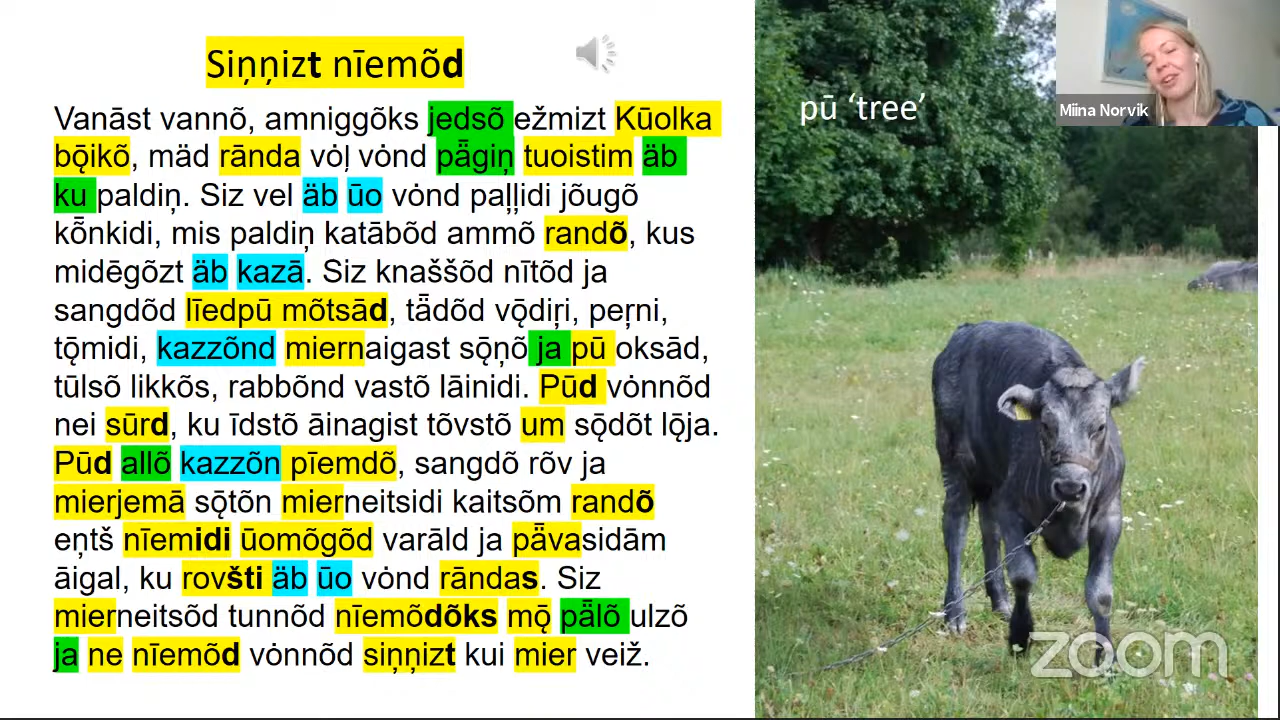 Siņņizt nīemõd
Vanāst vannõ, amniggõks jedsõ ežmizt Kūolka
bǭikõ, mäd rānda vȯļ vȯnd pǟgiņ tuoistim äb
ku paldiņ. Siz vel äb ūo vȯnd paļļidi jõugõ
kȭnkidi, mis paldiņ katābõd ammõ randõ, kus
midēgõzt äb kazā. Siz knaššõd nītõd ja
sangdõd līedpū mõtsād, tǟdõd vǭdiŗi, peŗni,
tǭmidi, kazzõnd miernaigast sǭņõ ja pū oksād,
tūlsõ likkõs, rabbõnd vastõ lāinidi. Pūd vȯnnõd
nei sūrd, ku īdstõ āinagist tõvstõ um sǭdõt lǭja.
Pūd allõ kazzõn pīemdõ, sangdõ rõv ja
mierjemā sǭtõn mierneitsidi kaitsõm randõ
eņtš nīemidi ūomõgõd varāld ja pǟvasidām
āigal, ku rovšti äb ūo vȯnd rāndas. Siz
mierneitsõd tunnõd nīemõdõks mǭ pǟlõ ulzõ
ja ne nīemõd vȯnnõd siņņizt kui mier veiž.
pū ‘tree’
Miina Norvik
zoom